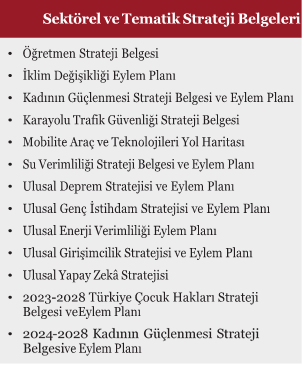 Sektörel ve Tematik Strateji Belgeleri
• Öğretmen Strateji Belgesi
• İklim Değişikliği Eylem Planı
• Kadının Güçlenmesi Strateji Belgesi ve Eylem Planı
• Karayolu Trafik Güvenliği Strateji Belgesi
• Mobilite Araç ve Teknolojileri Yol Haritası
• Su Verimliliği Strateji Belgesi ve Eylem Planı
• Ulusal Deprem Stratejisi ve Eylem Planı
• Ulusal Genç İstihdam Stratejisi ve Eylem Planı
• Ulusal Enerji Verimliliği Eylem Planı
• Ulusal Girişimcilik Stratejisi ve Eylem Planı
• Ulusal Yapay Zekâ Stratejisi
• 2023-2028 Türkiye Çocuk Hakları Strateji
Belgesi veEylem Planı
• 2024-2028 Kadının Güçlenmesi Strateji
Belgesive Eylem Planı